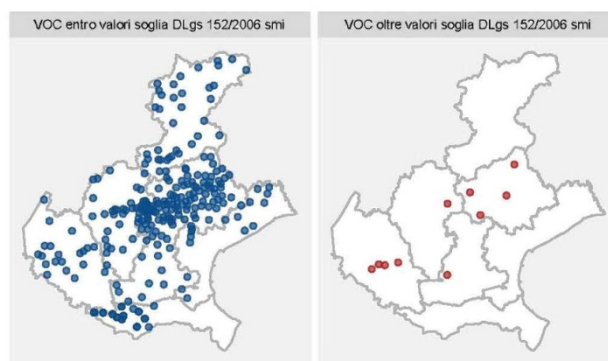 VOC entro valori soglia DLgs 152/2006 smi
VOC oltre valori soglia DLgs 152/2006 smi